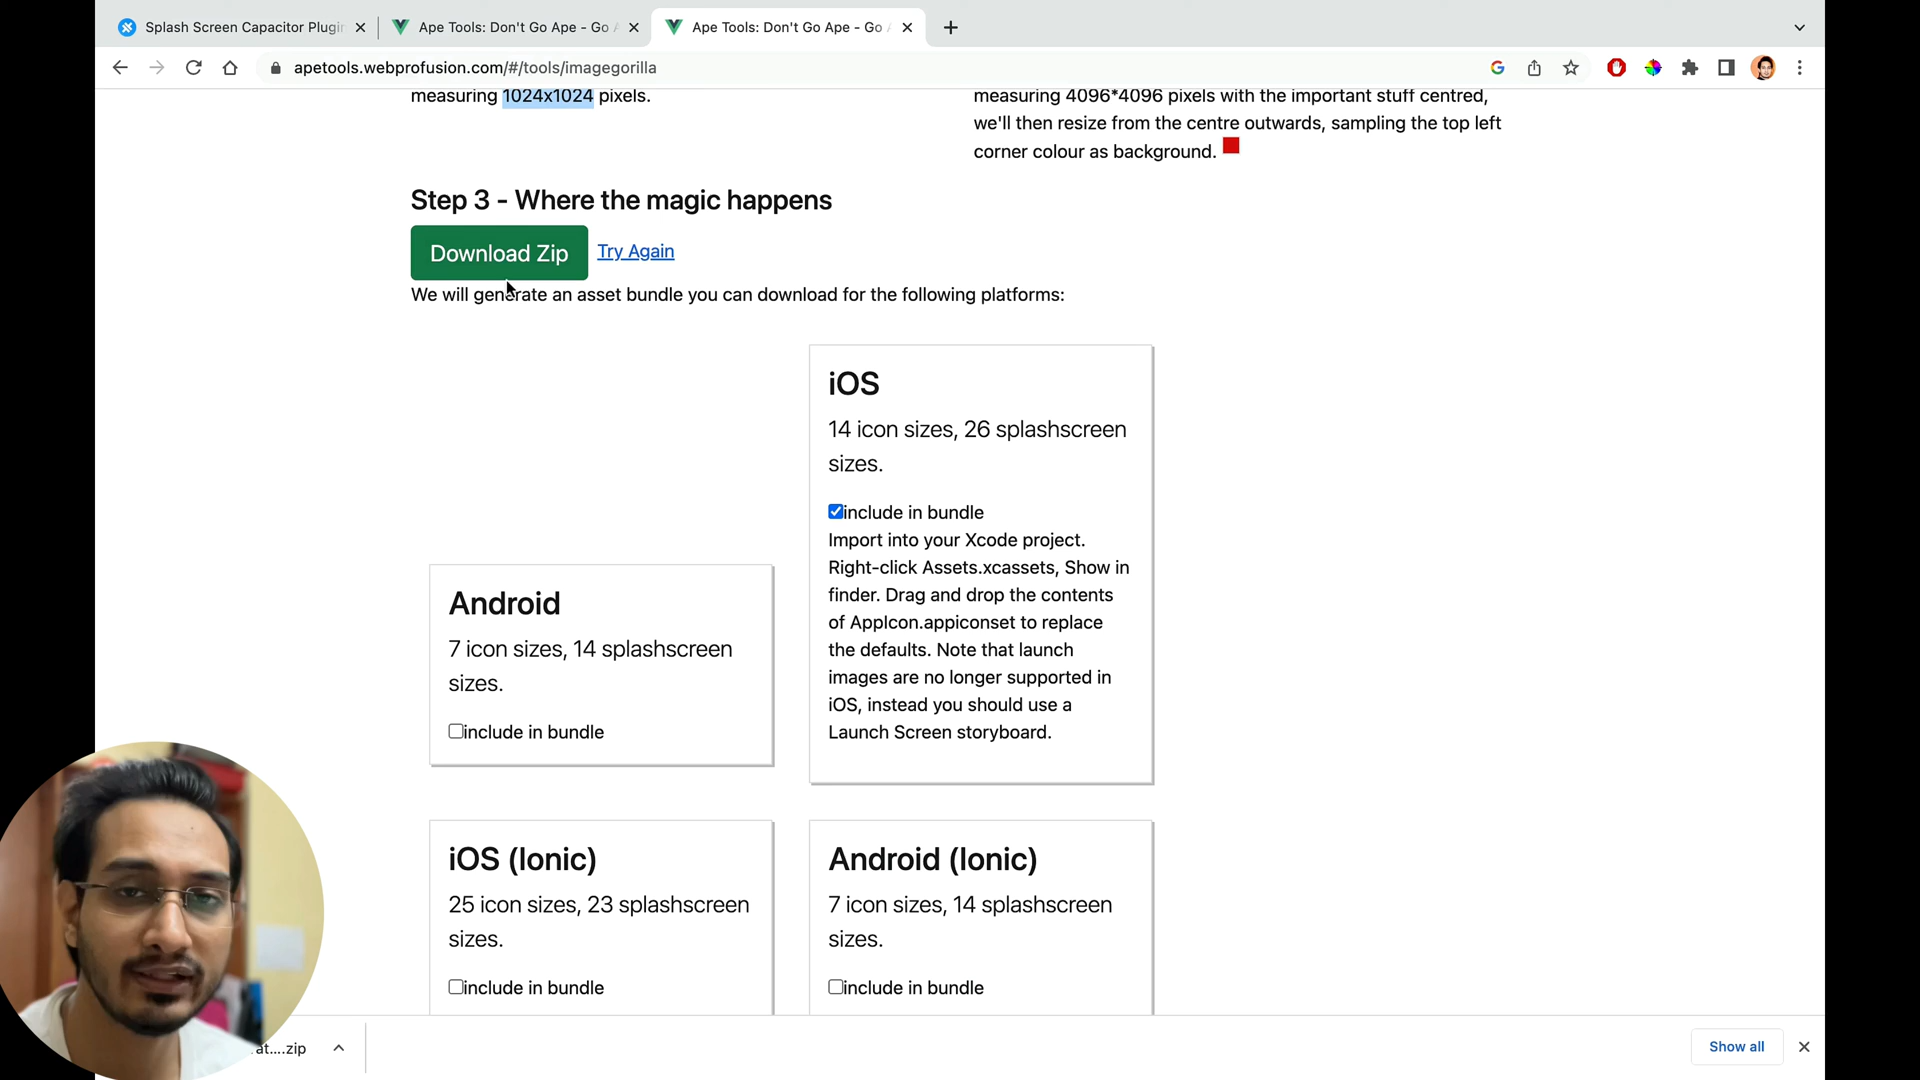 Splash Screen Capacitor Plugin
Ape Tools: Don't Go Ape - Go
Ape Tools: Don't Go Ape - Go
apetools.webprofusion.com/#/tools/imagegorilla
measuring 1024x1024 pixels.
measuring 4096*4096 pixels with the important stuff centred,
we'll then resize from the centre outwards, sampling the top left
corner colour as background.
Step 3 - Where the magic happens
Download Zip
Try Again
We will generate an asset bundle you can download for the following platforms:
iOS
14 icon sizes, 26 splashscreen
sizes.
include in bundle
Import into your Xcode project.
Right-click Assets.xcassets, Show in
finder. Drag and drop the contents
of AppIcon.appiconset to replace
the defaults. Note that launch
images are no longer supported in
iOS, instead you should use a
Launch Screen storyboard.
Android
7 icon sizes, 14 splashscreen
sizes.
include in bundle
iOS (Ionic)
25 icon sizes, 23 splashscreen
sizes.
include in bundle
Android (Ionic)
7 icon sizes, 14 splashscreen
sizes.
include in bundle
at....zip
Show all